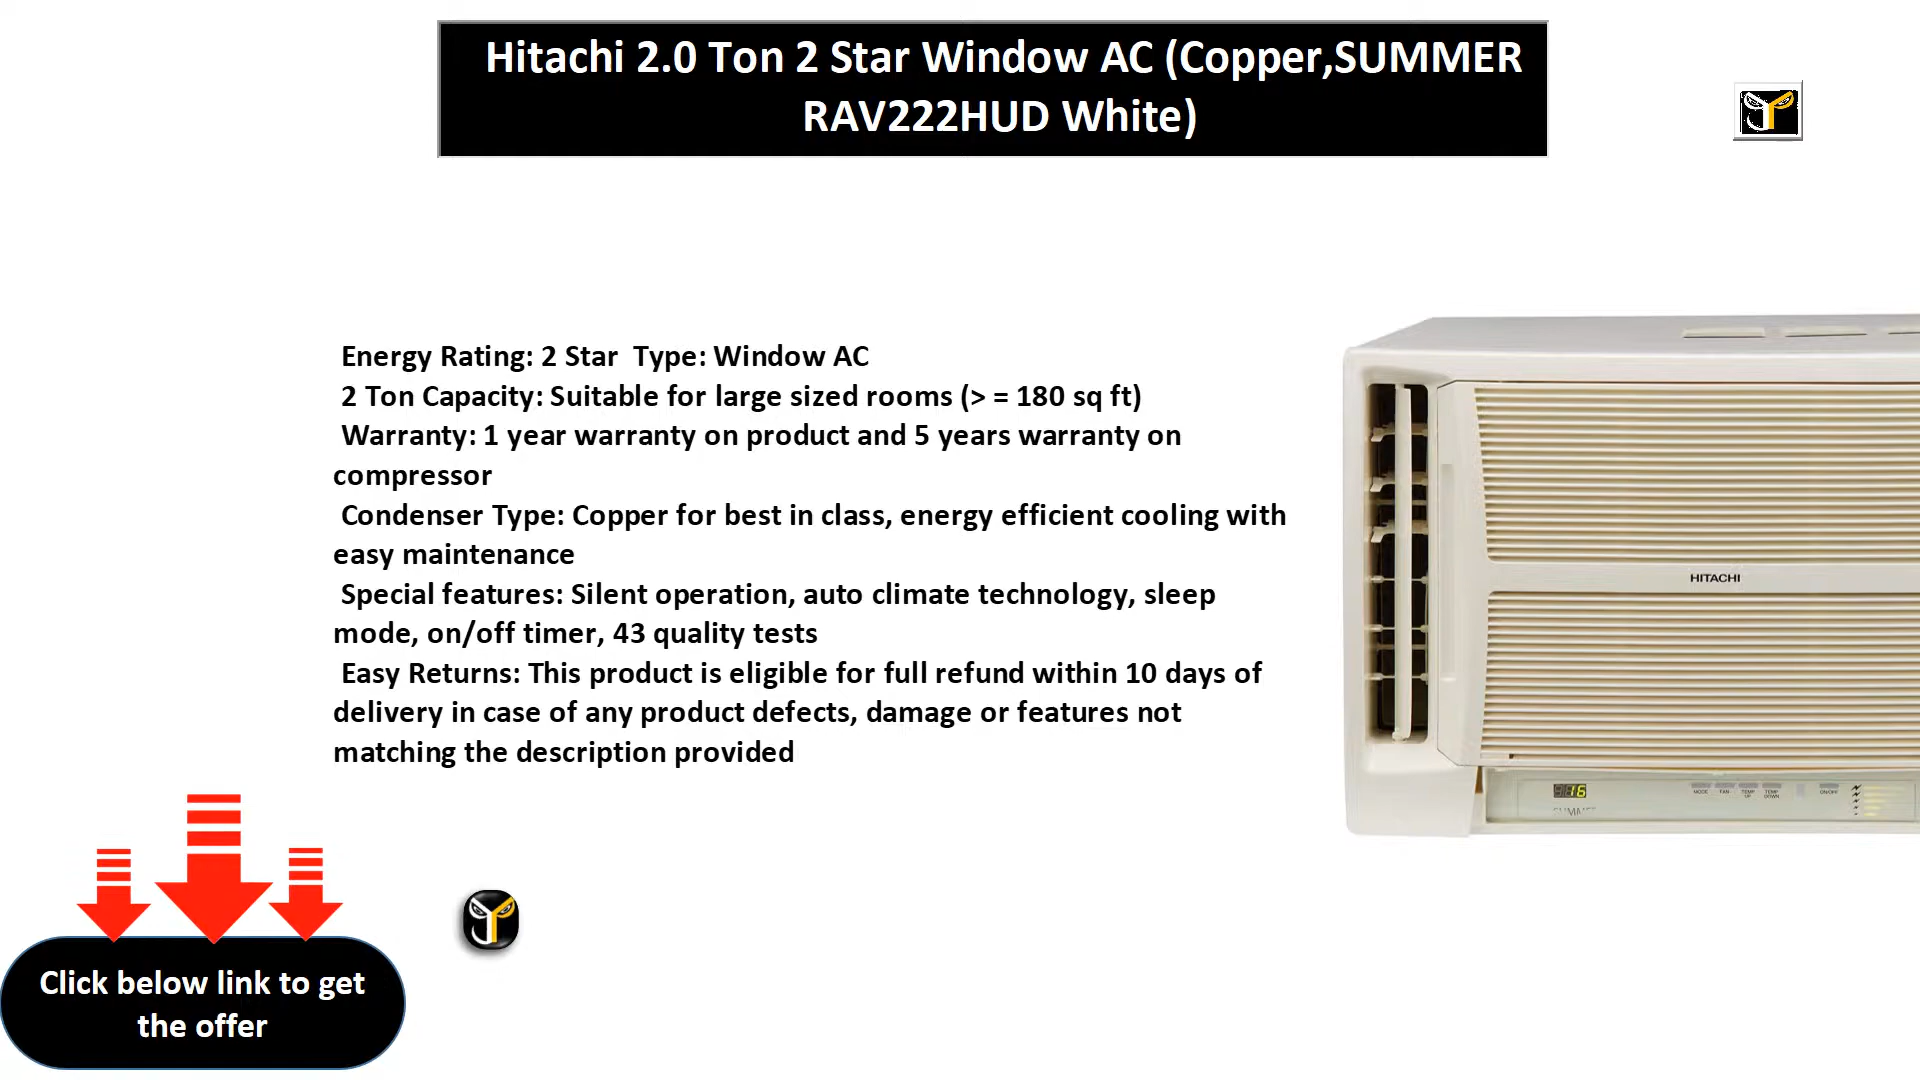 Hitachi 2.0 Ton 2 Star Window AC (Copper,SUMMER
RAV222HUD White)
Energy Rating: 2 Star  Type: Window AC
2 Ton Capacity: Suitable for large sized rooms (> = 180 sq ft)
Warranty: 1 year warranty on product and 5 years warranty on
compressor
Condenser Type: Copper for best in class, energy efficient cooling with
easy maintenance
Special features: Silent operation, auto climate technology, sleep
mode, on/off timer, 43 quality tests
Easy Returns: This product is eligible for full refund within 10 days of
delivery in case of any product defects, damage or features not
matching the description provided
HITACHI
16
MODE FAN TEMP UP TEMP DOWN ON/OFF
Click below link to get
the offer